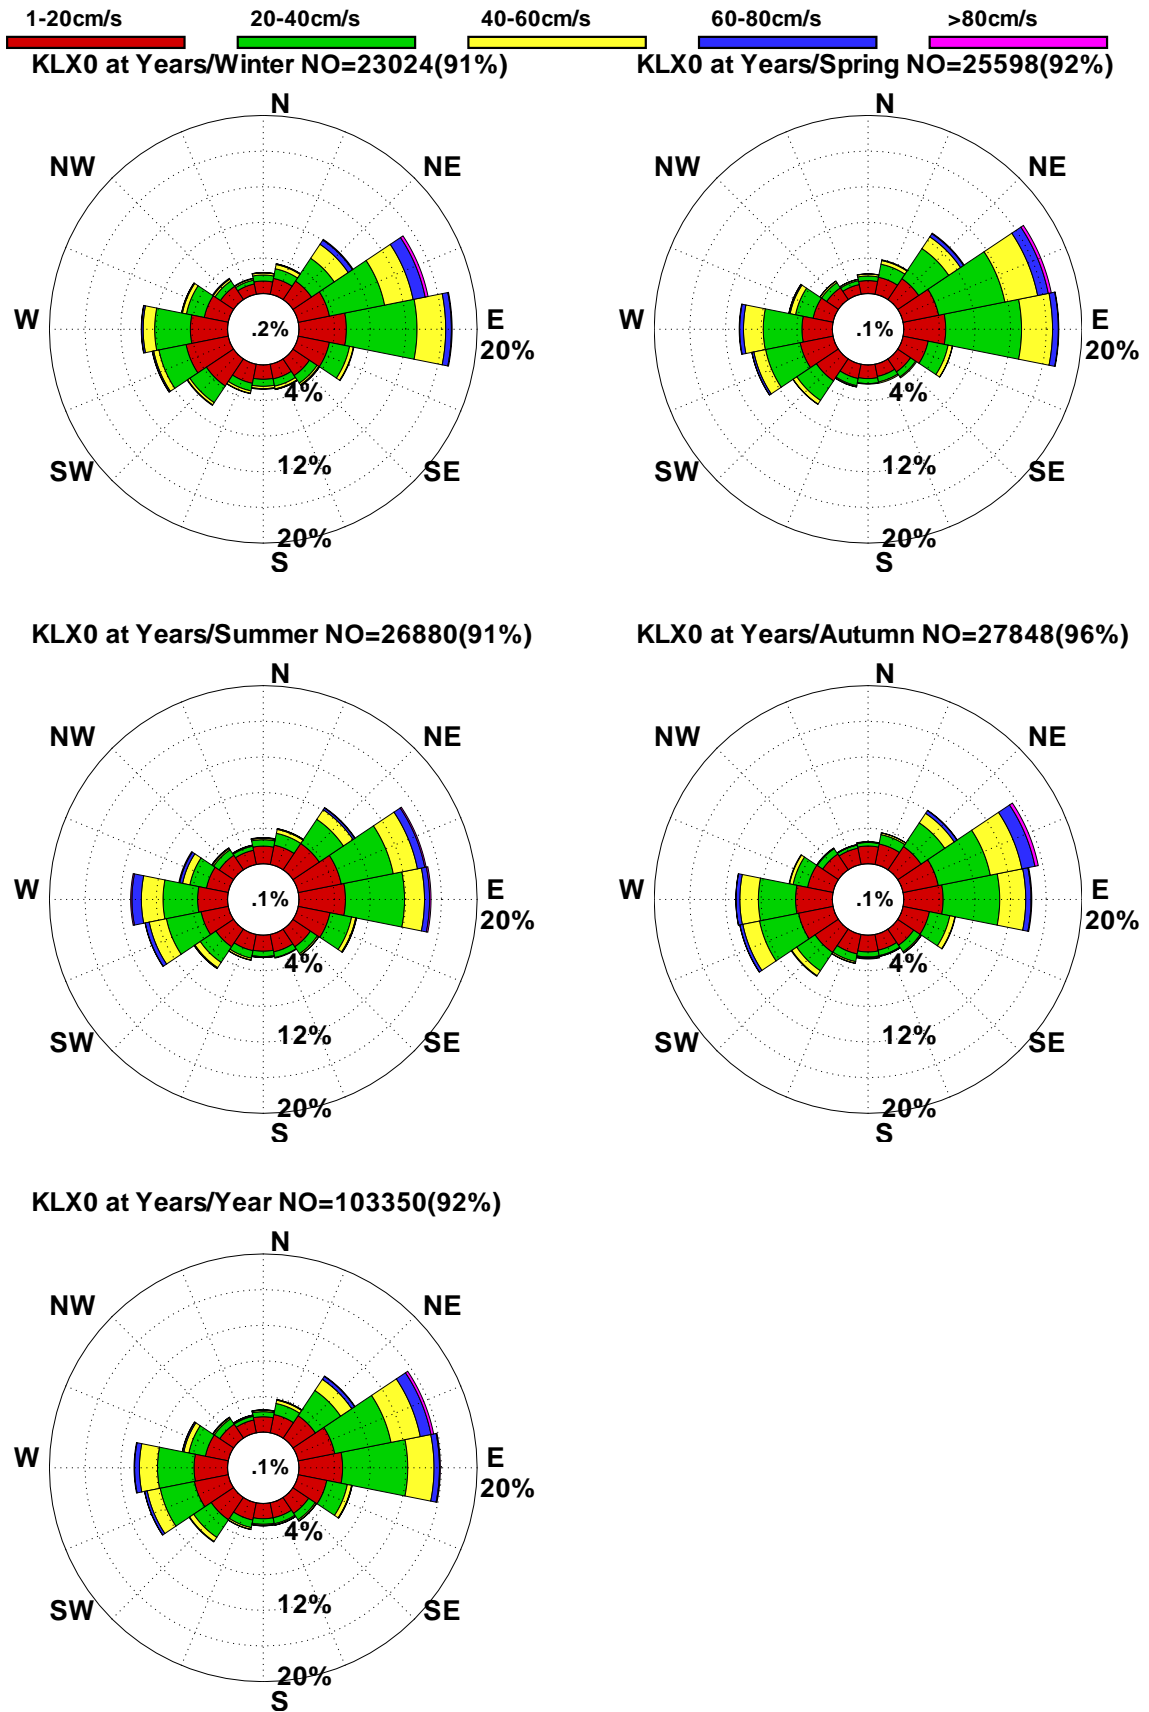 1-20cm/s 20-40cm/s 40-60cm/s 60-80cm/s >80cm/s
KLX0 at Years/Winter NO=23024(91%)
N
NW NE
W .2% E
20%
4%
12%
SW SE
20%
S
KLX0 at Years/Spring NO=25598(92%)
N
NW NE
W .1% E
20%
4%
12%
SW SE
20%
S
KLX0 at Years/Summer NO=26880(91%)
N
NW NE
W .1% E
20%
4%
12%
SW SE
20%
S
KLX0 at Years/Autumn NO=27848(96%)
N
NW NE
W .1% E
20%
4%
12%
SW SE
20%
S
KLX0 at Years/Year NO=103350(92%)
N
NW NE
W .1% E
20%
4%
12%
SW SE
20%
S